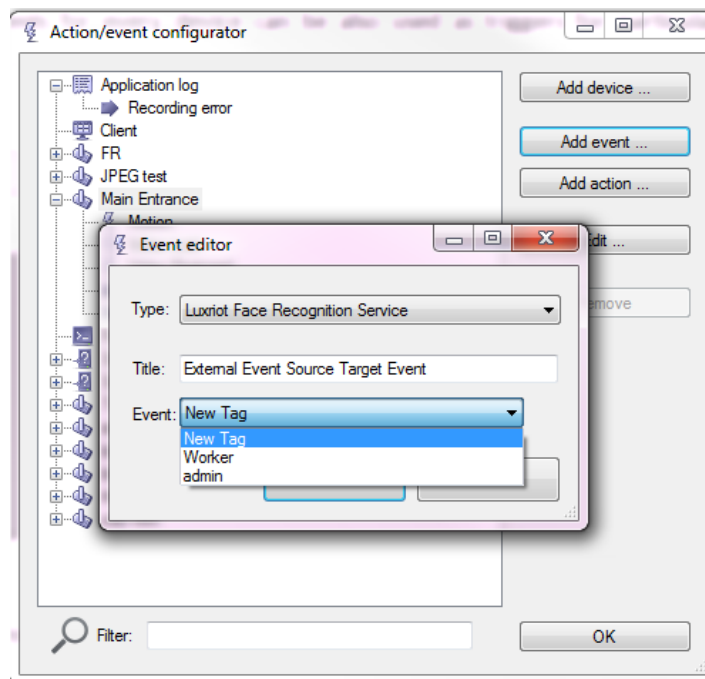 Action/event configurator
Application log
Recording error
Client
FR
JPEG test
Main Entrance
Motion
Add device ...
Add event ...
Add action ...
Edit ...
Event editor
Type: Luxriot Face Recognition Service
Title: External Event Source Target Event
Event: New Tag
New Tag
Worker
admin
Filter:
OK